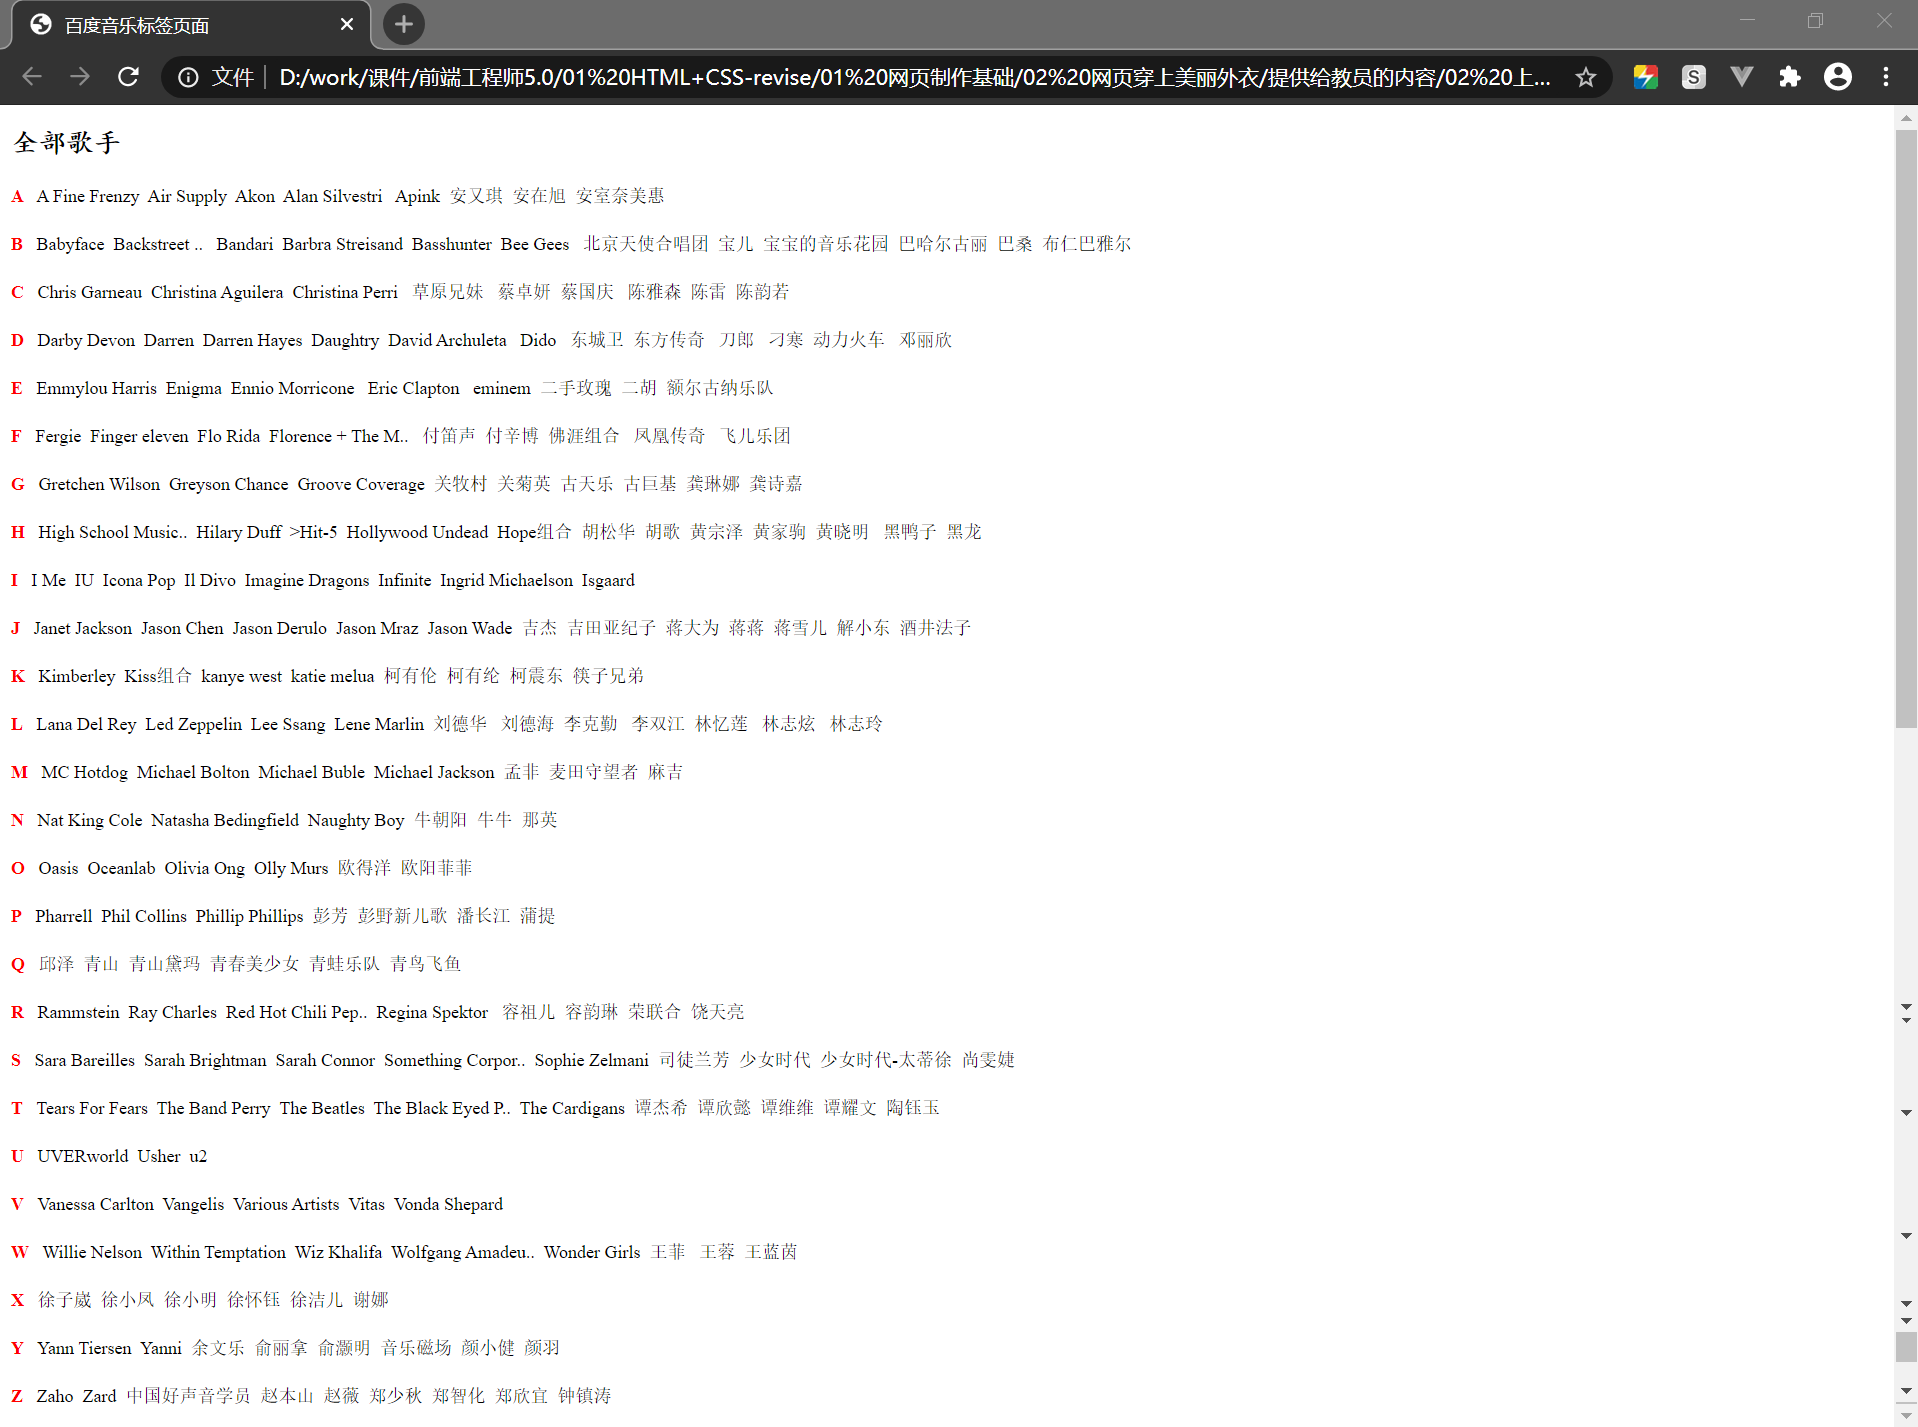 百度音乐标签页面
文件 D:/work/课件/前端工程师5.0/01%20HTML+CSS-revise/01%20网页制作基础/02%20网页穿上美丽外衣/提供给教员的内容/02%20上...
全部歌手
A A Fine Frenzy Air Supply Akon Alan Silvestri Apink 安又琪 安在旭 安室奈美惠
B Babyface Backstreet .. Bandari Barbra Streisand Basshunter Bee Gees 北京天使合唱团 宝儿 宝宝的音乐花园 巴哈尔古丽 巴桑 布仁巴雅尔
C Chris Garneau Christina Aguilera Christina Perri 草原兄妹 蔡卓妍 蔡国庆 陈雅森 陈雷 陈韵若
D Darby Devon Darren Darren Hayes Daughtry David Archuleta Dido 东城卫 东方传奇 刀郎 刁寒 动力火车 邓丽欣
E Emmylou Harris Enigma Ennio Morricone Eric Clapton eminem 二手玫瑰 二胡 额尔古纳乐队
F Fergie Finger eleven Flo Rida Florence + The M.. 付笛声 付辛博 佛涯组合 凤凰传奇 飞儿乐团
G Gretchen Wilson Greyson Chance Groove Coverage 关牧村 关菊英 古天乐 古巨基 龚琳娜 龚诗嘉
H High School Music.. Hilary Duff >Hit-5 Hollywood Undead Hope组合 胡松华 胡歌 黄宗泽 黄家驹 黄晓明 黑鸭子 黑龙
I I Me IU Icona Pop Il Divo Imagine Dragons Infinite Ingrid Michaelson Isgaard
J Janet Jackson Jason Chen Jason Derulo Jason Mraz Jason Wade 吉杰 吉田亚纪子 蒋大为 蒋蒋 蒋雪儿 解小东 酒井法子
K Kimberley Kiss组合 kanye west katie melua 柯有伦 柯有纶 柯震东 筷子兄弟
L Lana Del Rey Led Zeppelin Lee Ssang Lene Marlin 刘德华 刘德海 李克勤 李双江 林忆莲 林志炫 林志玲
M MC Hotdog Michael Bolton Michael Buble Michael Jackson 孟非 麦田守望者 麻吉
N Nat King Cole Natasha Bedingfield Naughty Boy 牛朝阳 牛牛 那英
O Oasis Oceanlab Olivia Ong Olly Murs 欧得洋 欧阳菲菲
P Pharrell Phil Collins Phillip Phillips 彭芳 彭野新儿歌 潘长江 蒲提
Q 邱泽 青山 青山黛玛 青春美少女 青蛙乐队 青鸟飞鱼
R Rammstein Ray Charles Red Hot Chili Pep.. Regina Spektor 容祖儿 容韵琳 荣联合 饶天亮
S Sara Bareilles Sarah Brightman Sarah Connor Something Corpor.. Sophie Zelmani 司徒兰芳 少女时代 少女时代-太蒂徐 尚雯婕
T Tears For Fears The Band Perry The Beatles The Black Eyed P.. The Cardigans 谭杰希 谭欣懿 谭维维 谭耀文 陶钰玉
U UVERworld Usher u2
V Vanessa Carlton Vangelis Various Artists Vitas Vonda Shepard
W Willie Nelson Within Temptation Wiz Khalifa Wolfgang Amadeu.. Wonder Girls 王菲 王蓉 王蓝茵
X 徐子崴 徐小凤 徐小明 徐怀钰 徐洁儿 谢娜
Y Yann Tiersen Yanni 余文乐 俞丽拿 俞灏明 音乐磁场 颜小健 颜羽
Z Zaho Zard 中国好声音学员 赵本山 赵薇 郑少秋 郑智化 郑欣宜 钟镇涛